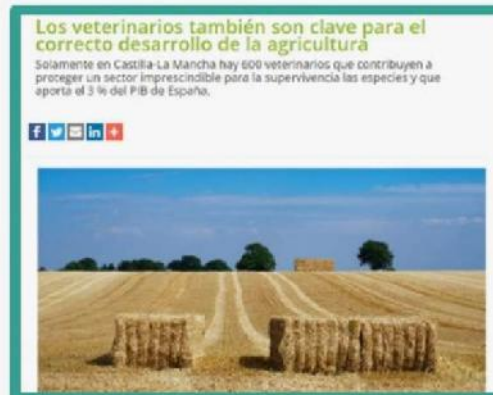 Los veterinarios también son clave para el
correcto desarrollo de la agricultura
Solamente en Castilla-La Mancha hay 600 veterinarios que contribuyen a
proteger un sector imprescindible para la supervivencia las especies y que
aporta el 3 % del PIB de España.